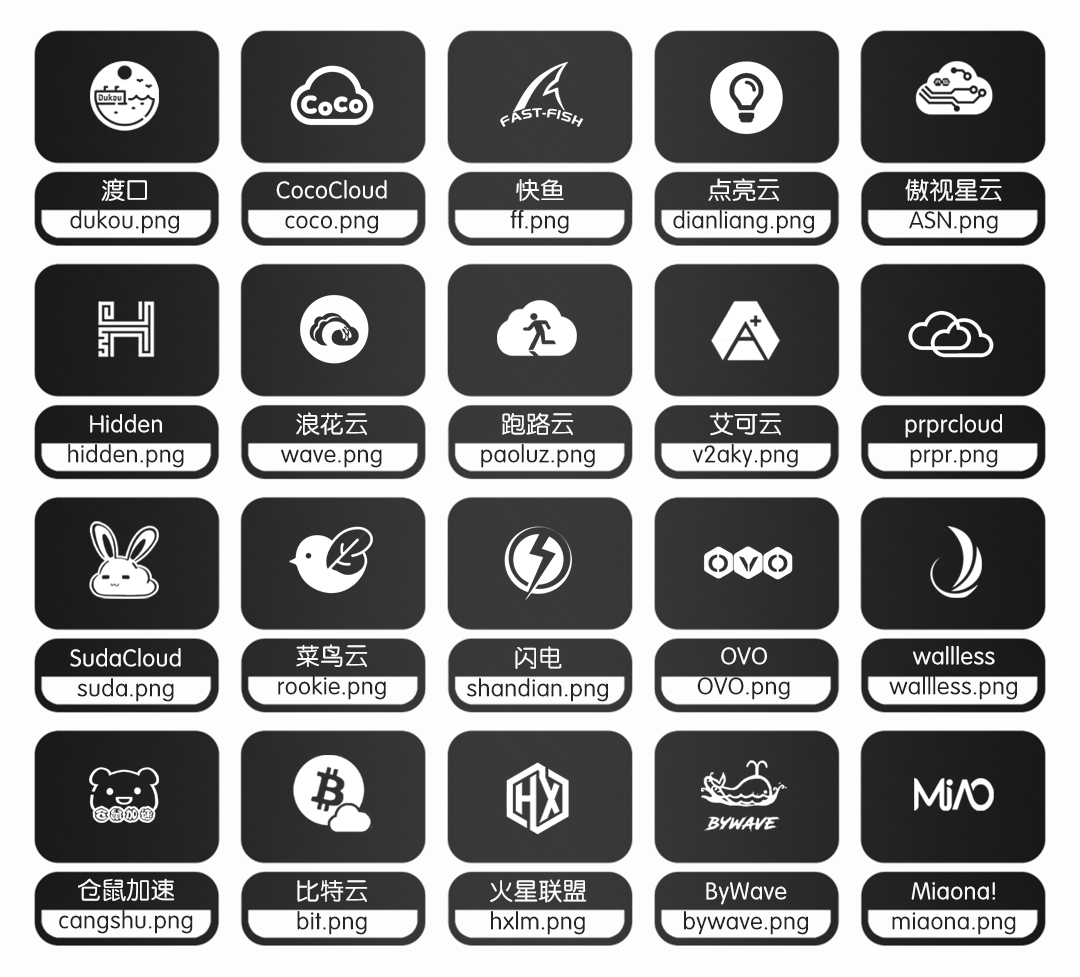 Dukou
CoCo
FAST-FISH
渡口
CocoCloud
快鱼
点亮云
傲视星云
dukou.png
coco.png
ff.png
dianliang.png
ASN.png
H
A+
Hidden
浪花云
跑路云
艾可云
prprcloud
hidden.png
wave.png
paoluz.png
v2aky.png
prpr.png
OVO
SudaCloud
菜鸟云
闪电
OVO
wallless
suda.png
rookie.png
shandian.png
OVO.png
wallless.png
仓鼠加速
HX
BYWAVE
MiAO
仓鼠加速
比特云
火星联盟
ByWave
Miaona!
cangshu.png
bit.png
hxlm.png
bywave.png
miaona.png